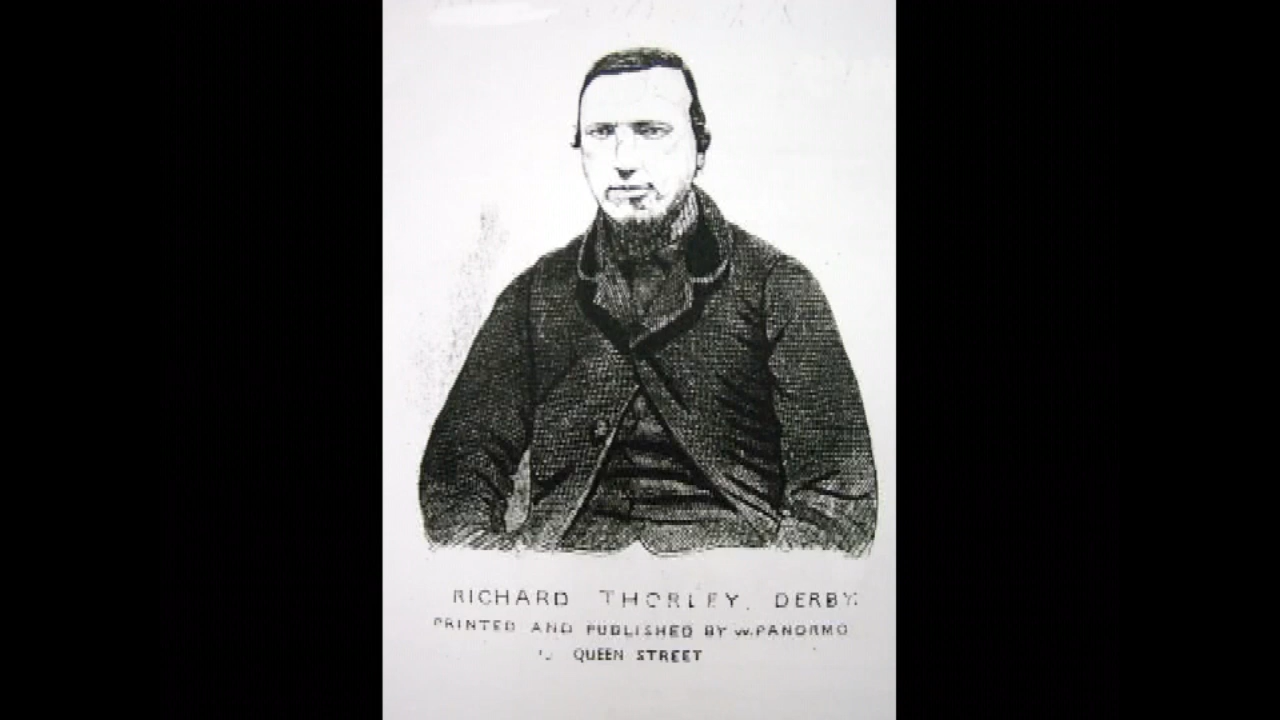 RICHARD THORLEY. DERBY.
PRINTED AND PUBLISHED BY W. PANORMO
QUEEN STREET